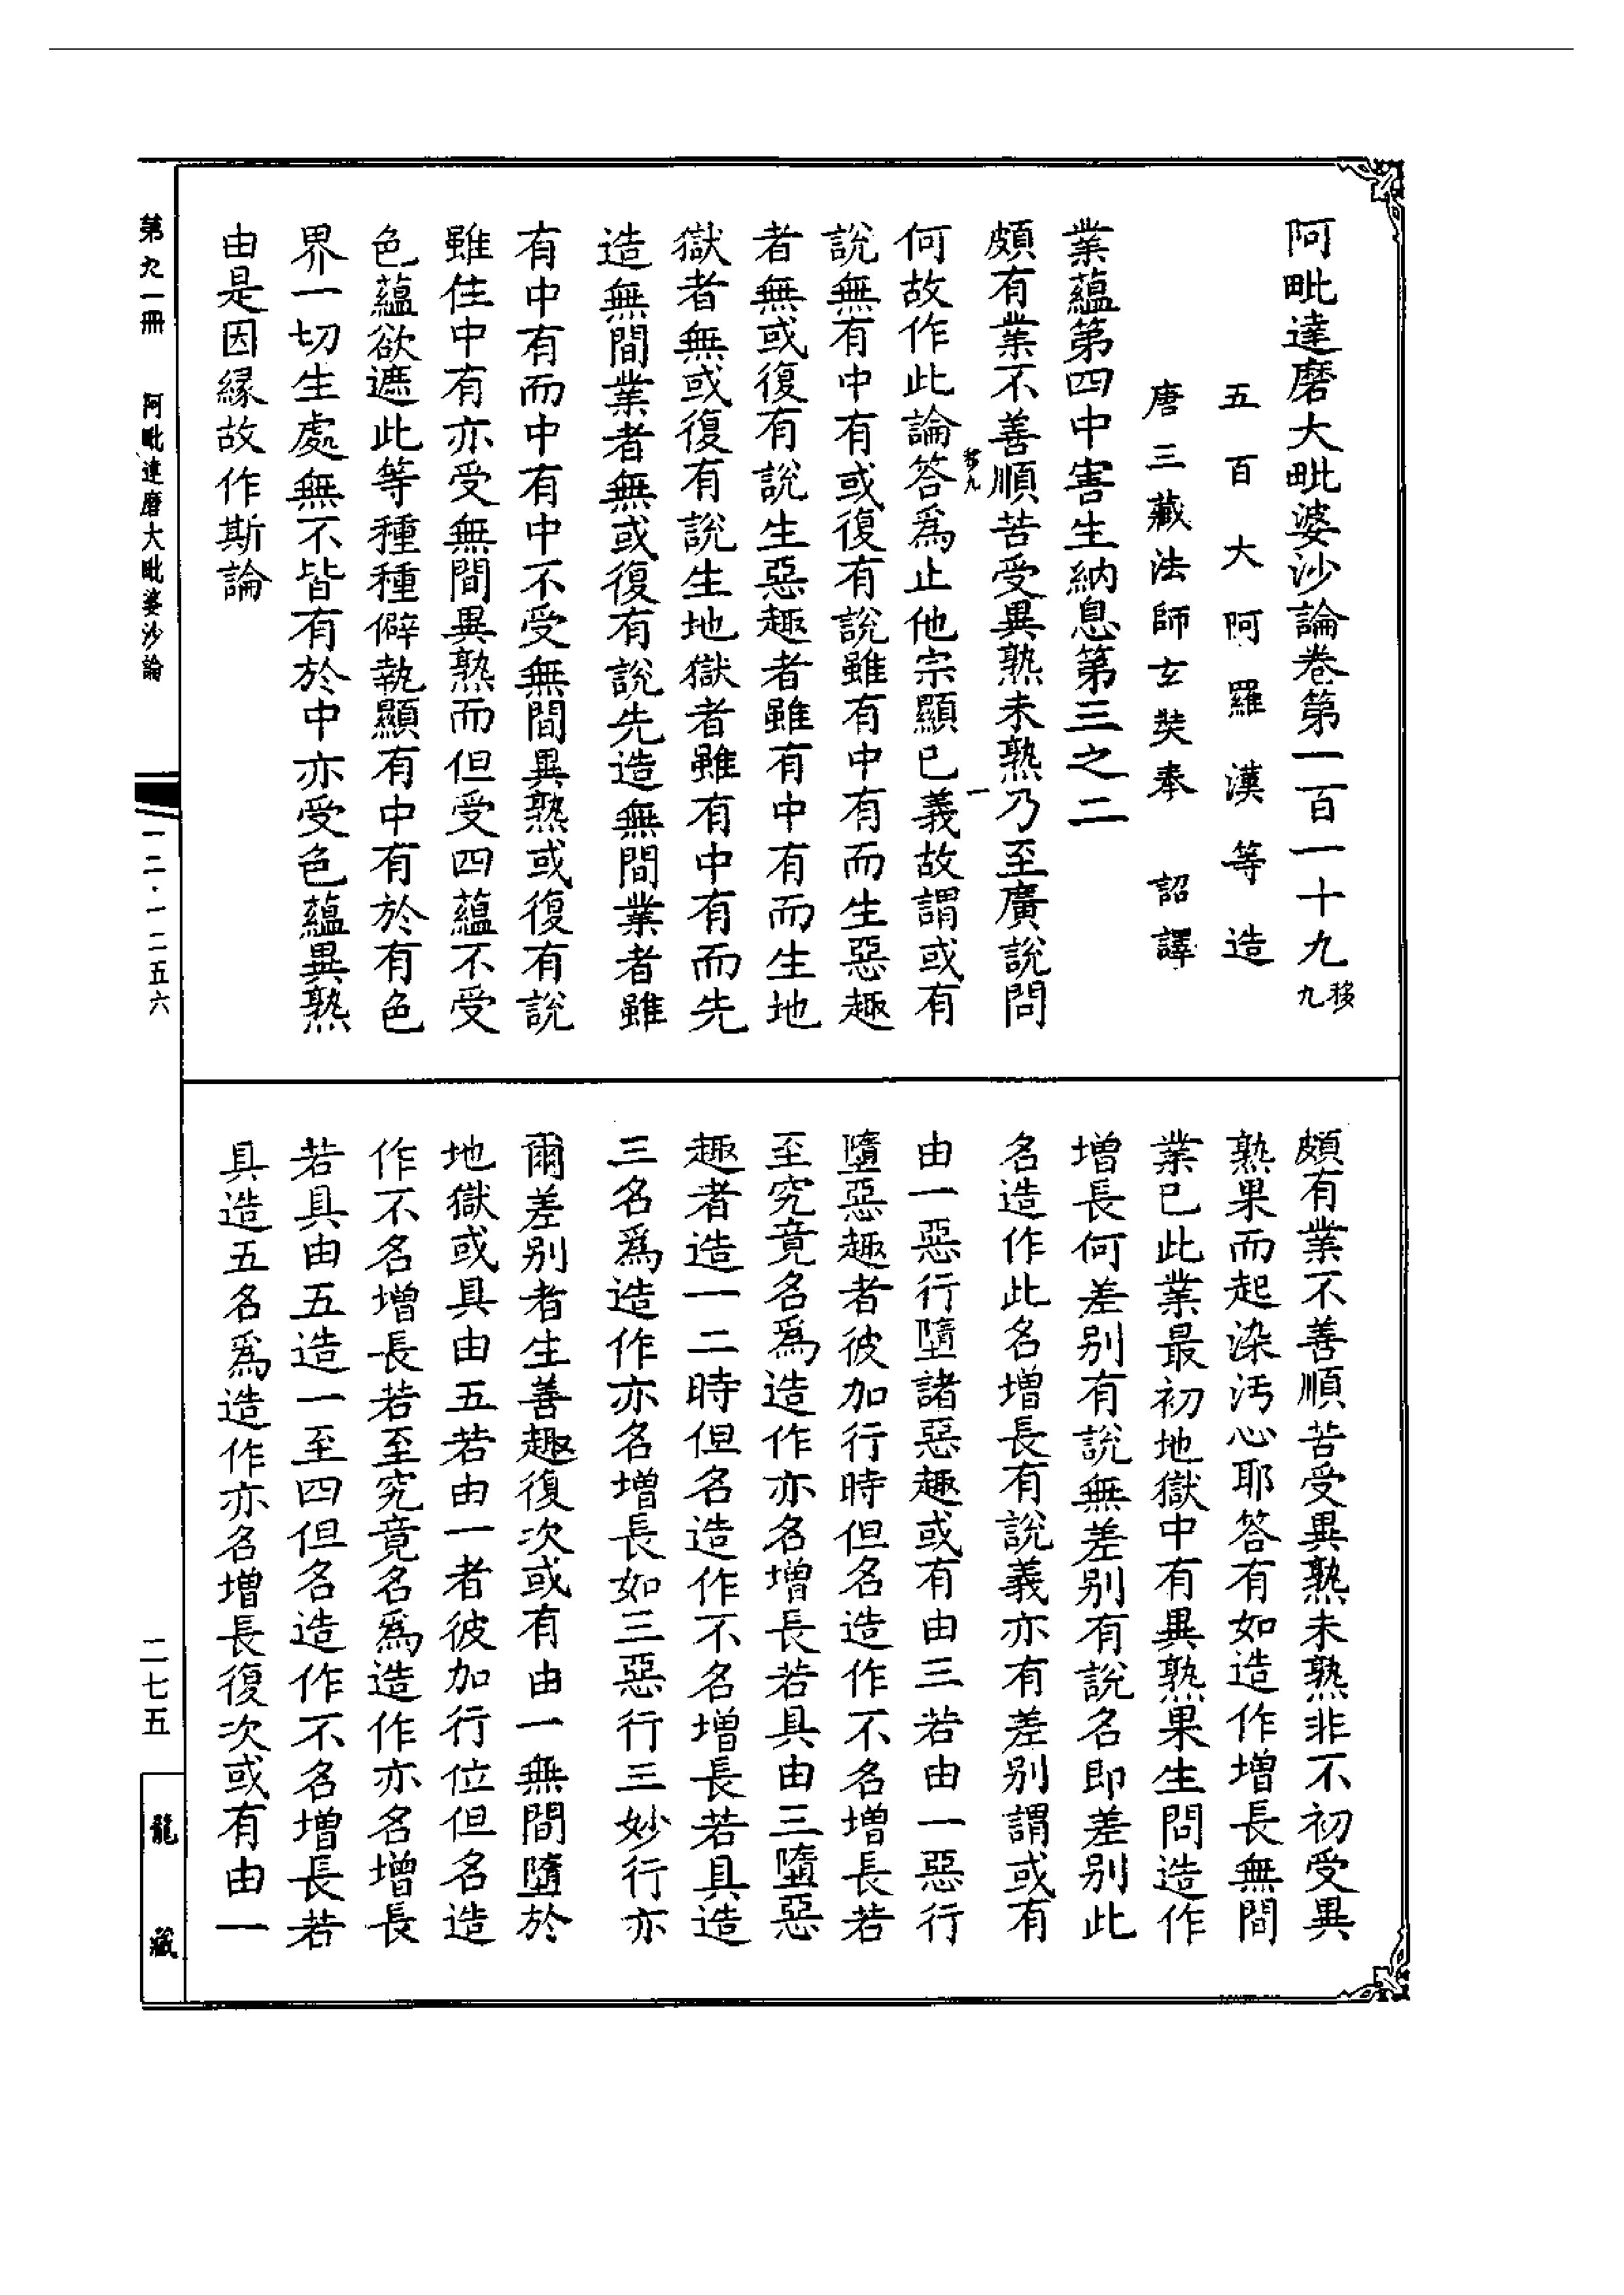 阿毗達磨大毗婆沙論卷第一百一十九 移九
五百大阿羅漢等造
唐三藏法師玄奘奉 詔譯
業蘊第四中害生納息第三之二
頗有業不善順苦受異熟未熟乃至廣說問
移九 一
何故作此論答為止他宗顯已義故謂或有
說無有中有或復有說雖有中有而生惡趣
者無或復有說生惡趣者雖有中有而生地
獄者無或復有說生地獄者雖有中有而先
造無間業者無或復有說先造無間業者雖
有中有而中有中不受無間異熟或復有說
雖住中有亦受無間異熟而但受四蘊不受
色蘊欲遮此等種種僻執顯有中有於有色
界一切生處無不皆有於中亦受色蘊異熟
由是因緣故作斯論
頗有業不善順苦受異熟未熟非不初受異
熟果而起染污心耶答有如造作增長無間
業已此業最初地獄中有異熟果生問造作
增長何差別有說無差別有說名即差別此
名造作此名增長有說義亦有差別謂或有
由一惡行墮諸惡趣或有由三若由一惡行
墮惡趣者彼加行時但名造作不名增長若
至究竟名為造作亦名增長若具由三墮惡
趣者造一二時但名造作不名增長若具造
三名為造作亦名增長如三惡行三妙行亦
爾差別者生善趣復次或有由一無間墮於
地獄或具由五若由一者彼加行位但名造
作不名增長若至究竟名為造作亦名增長
若具由五造一至四但名造作不名增長若
具造五名為造作亦名增長復次或有由一
第九一冊 阿毗達磨大毗婆沙論
一二·一二五六
二七五
龍藏